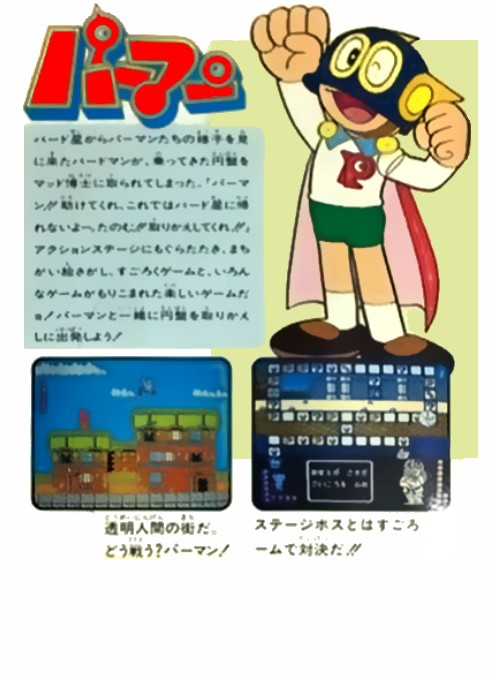 パーマン
バード星からパーマンたちの様子を見
に来たバードマンが、乗ってきた円盤を
マッド博士に取られてしまった。「パーマ
ン!!助けてくれ、これではバード星に帰
れないよ〜。たのむ!!取りかえしてくれ!!」
アクションステージにもぐらたたき、まち
がい絵さがし、すごろくゲームと、いろん
なゲームがもりこまれた楽しいゲームだ
ョ!パーマンと一緒に円盤を取りかえ
しに出発しよう!
透明人間の街だ。
どう戦う?パーマン!
ステージボスとはすごろ
ームで対決だ!!